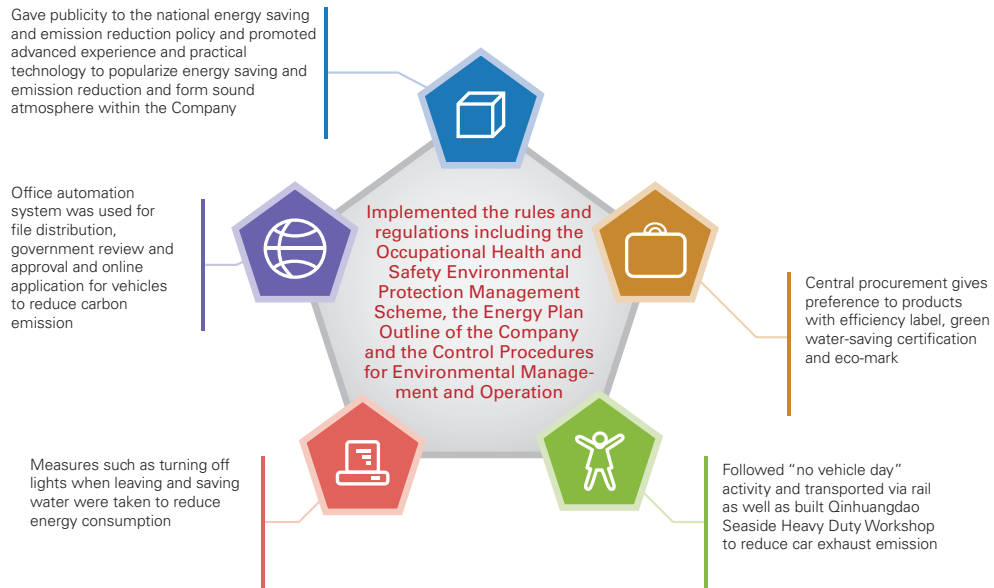 Gave publicity to the national energy saving
and emission reduction policy and promoted
advanced experience and practical
technology to popularize energy saving and
emission reduction and form sound
atmosphere within the Company
Office automation
system was used for
file distribution,
government review and
approval and online
application for vehicles
to reduce carbon
emission
Implemented the rules and
regulations including the
Occupational Health and
Safety Environmental
Protection Management
Scheme, the Energy Plan
Outline of the Company
and the Control Procedures
for Environmental Manage-
ment and Operation
Central procurement gives
preference to products
with efficiency label, green
water-saving certification
and eco-mark
Measures such as turning off
lights when leaving and saving
water were taken to reduce
energy consumption
Followed “no vehicle day”
activity and transported via rail
as well as built Qinhuangdao
Seaside Heavy Duty Workshop
to reduce car exhaust emission